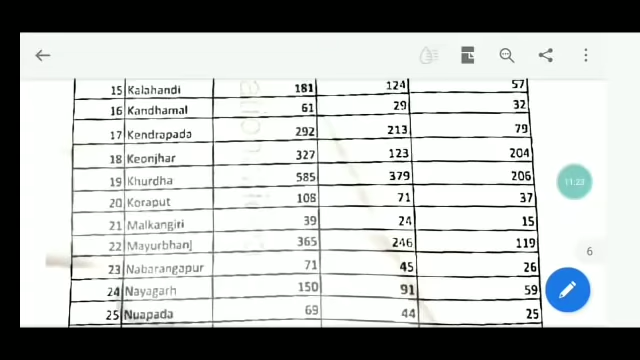 15 Kalahandi 181 124 57
16 Kandhamal 61 29 32
17 Kendrapada 292 213 79
18 Keonjhar 327 123 204
19 Khurdha 585 379 206
11:23
20 Koraput 108 71 37
21 Malkangiri 39 24 15
22 Mayurbhanj 365 246 119
6
23 Nabarangapur 71 45 26
24 Nayagarh 150 91 59
25 Nuapada 69 44 25